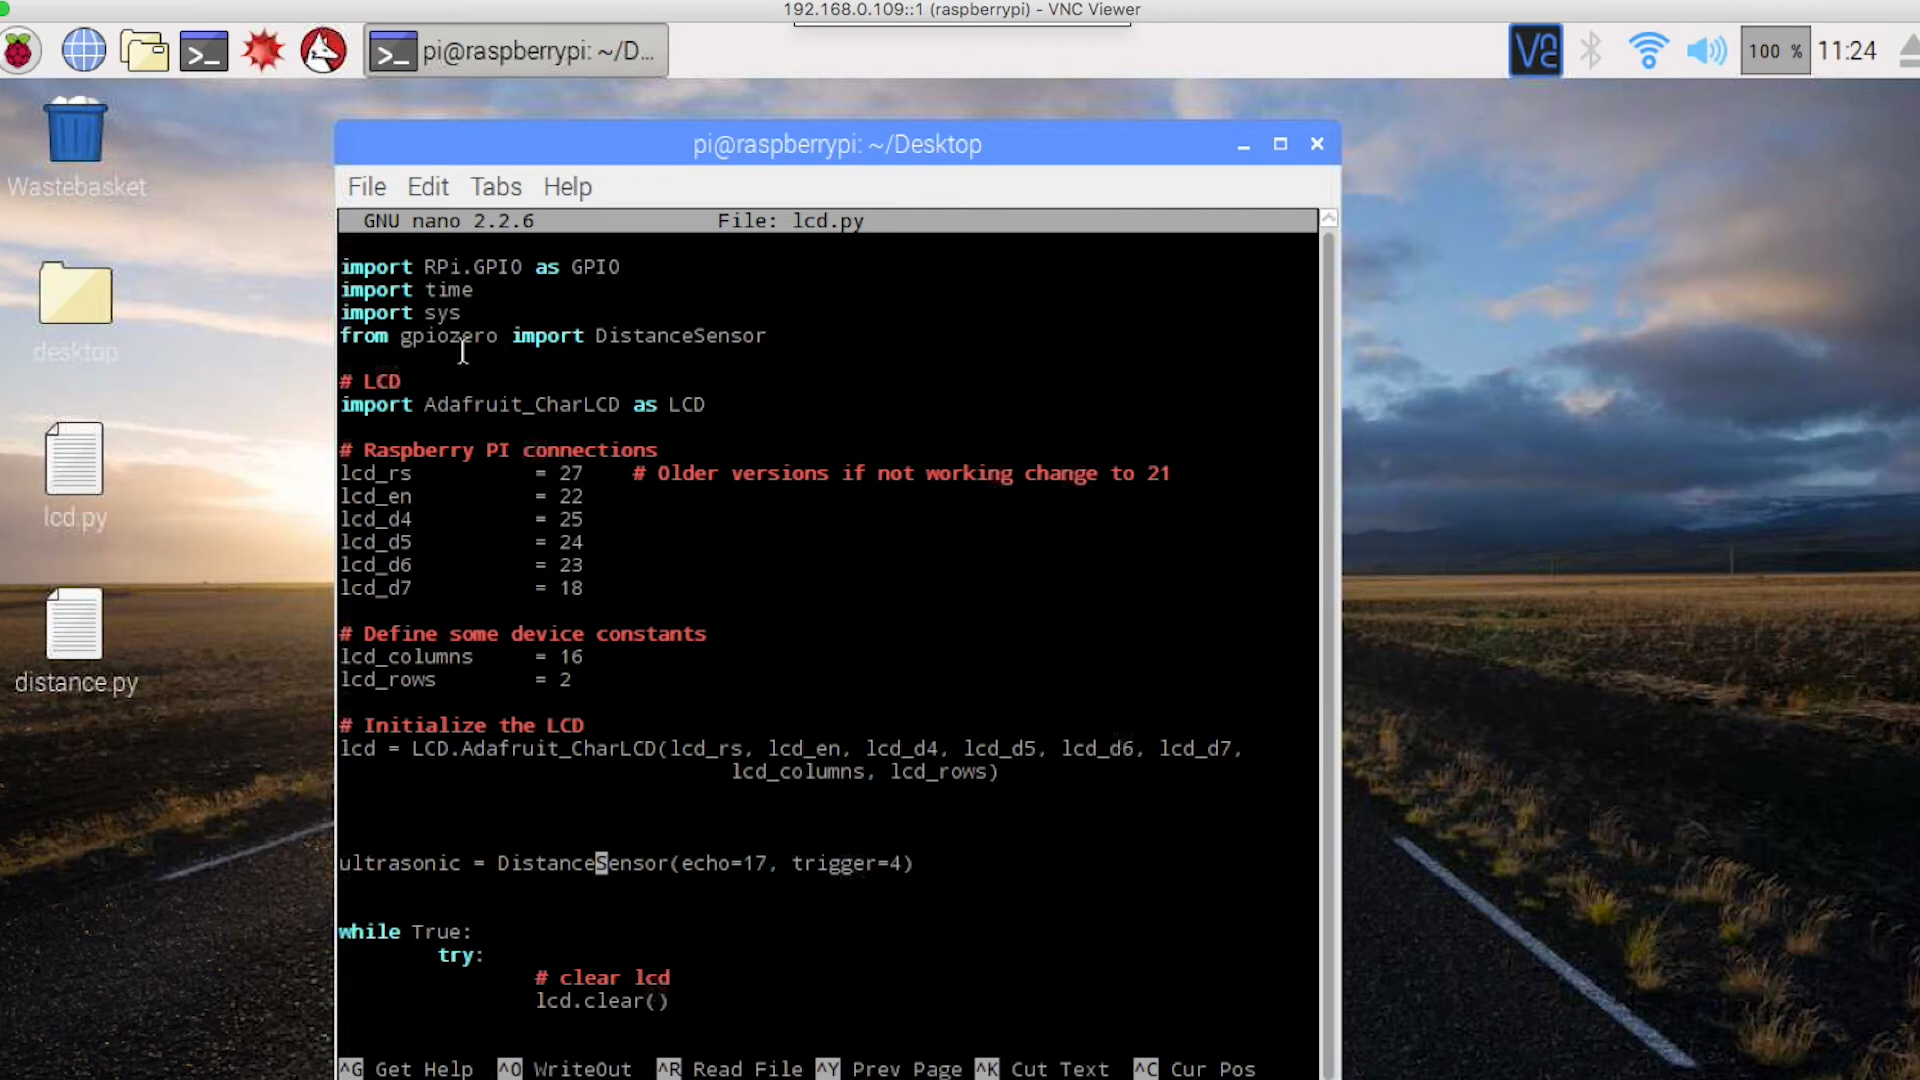 192.168.0.109::1 (raspberrypi) - VNC Viewer
pi@raspberrypi: ~/D...
100 %
11:24
Wastebasket
desktop
lcd.py
distance.py
pi@raspberrypi: ~/Desktop
File Edit Tabs Help
GNU nano 2.2.6 File: lcd.py
import RPi.GPIO as GPIO
import time
import sys
from gpiozero import DistanceSensor
# LCD
import Adafruit_CharLCD as LCD
# Raspberry PI connections
lcd_rs = 27 # Older versions if not working change to 21
lcd_en = 22
lcd_d4 = 25
lcd_d5 = 24
lcd_d6 = 23
lcd_d7 = 18
# Define some device constants
lcd_columns = 16
lcd_rows = 2
# Initialize the LCD
lcd = LCD.Adafruit_CharLCD(lcd_rs, lcd_en, lcd_d4, lcd_d5, lcd_d6, lcd_d7,
lcd_columns, lcd_rows)
ultrasonic = DistanceSensor(echo=17, trigger=4)
while True:
try:
# clear lcd
lcd.clear()
^G Get Help ^O WriteOut ^R Read File ^Y Prev Page ^K Cut Text ^C Cur Pos